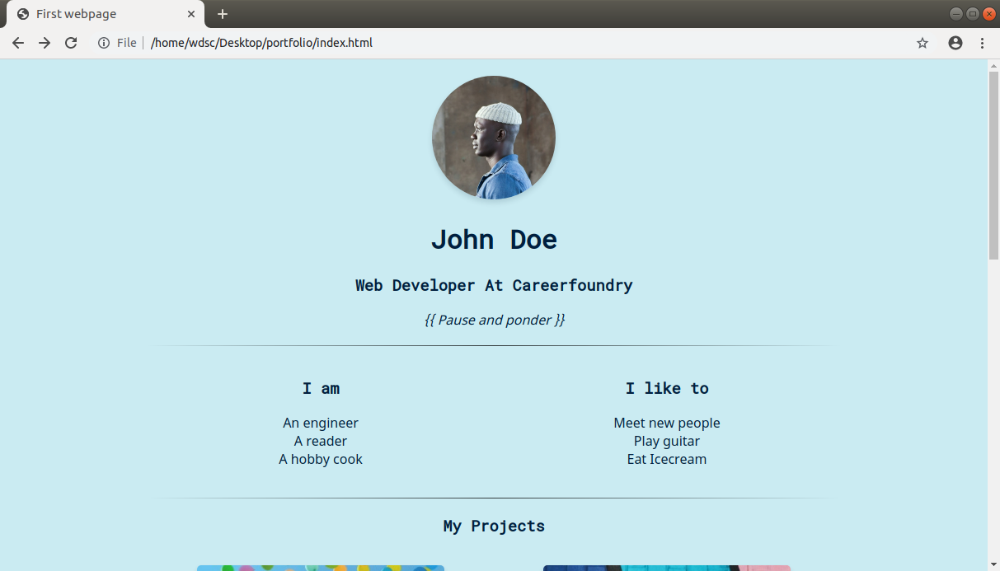 First webpage
File /home/wdsc/Desktop/portfolio/index.html
John Doe
Web Developer At Careerfoundry
{{ Pause and ponder }}
I am
An engineer
A reader
A hobby cook
I like to
Meet new people
Play guitar
Eat Icecream
My Projects